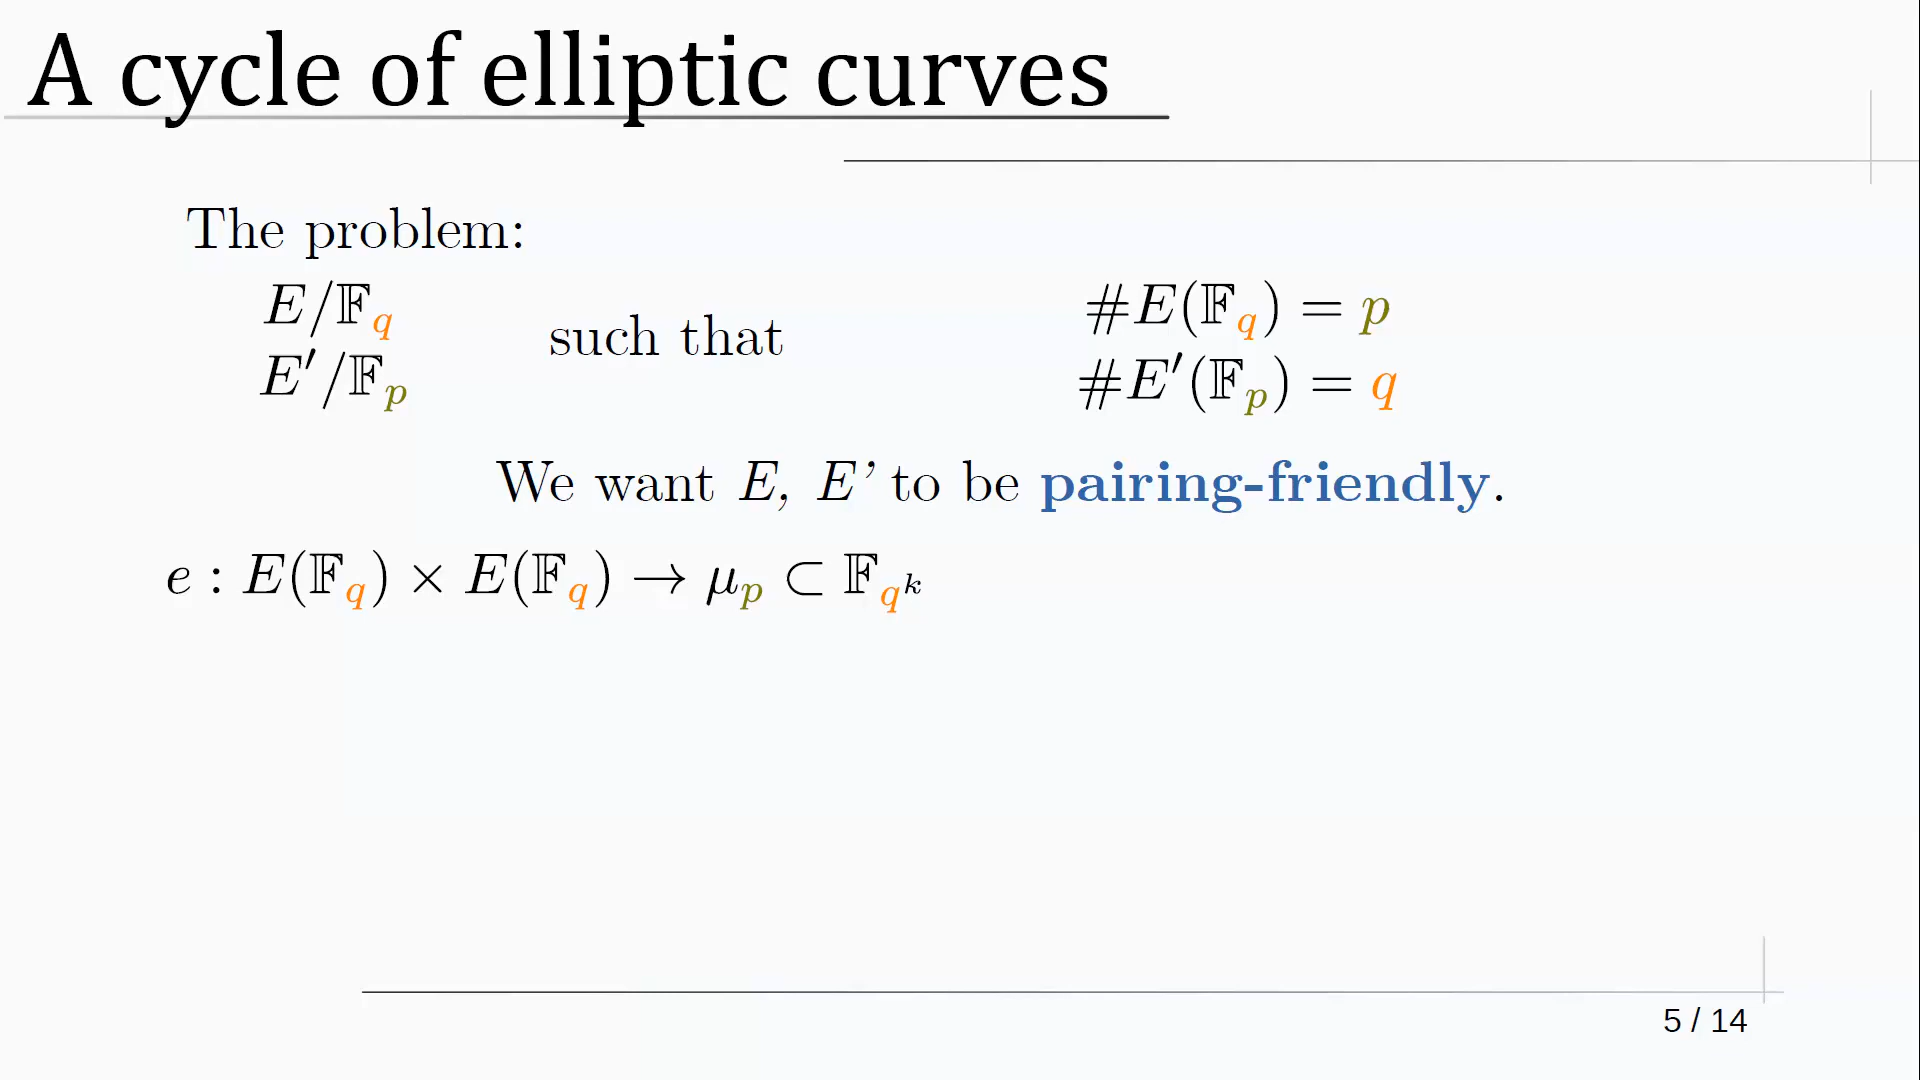 A cycle of elliptic curves
The problem:
E/𝔽_q
E′/𝔽_p
such that
#E(𝔽_q) = p
#E′(𝔽_p) = q
We want E, E' to be pairing-friendly.
e : E(𝔽_q) × E(𝔽_q) → μ_p ⊂ 𝔽_{q^k}
5 / 14